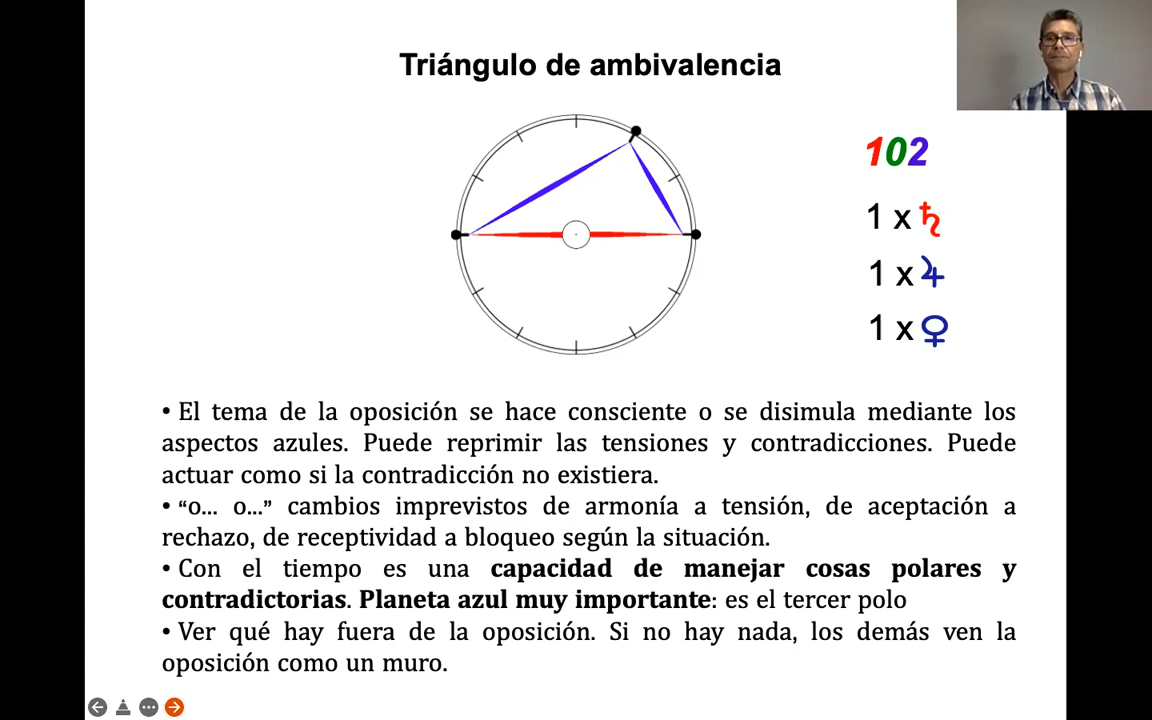 Triángulo de ambivalencia
102
1 x ♄
1 x ♃
1 x ♀
• El tema de la oposición se hace consciente o se disimula mediante los
aspectos azules. Puede reprimir las tensiones y contradicciones. Puede
actuar como si la contradicción no existiera.
• “o... o...” cambios imprevistos de armonía a tensión, de aceptación a
rechazo, de receptividad a bloqueo según la situación.
• Con el tiempo es una capacidad de manejar cosas polares y
contradictorias. Planeta azul muy importante: es el tercer polo
• Ver qué hay fuera de la oposición. Si no hay nada, los demás ven la
oposición como un muro.